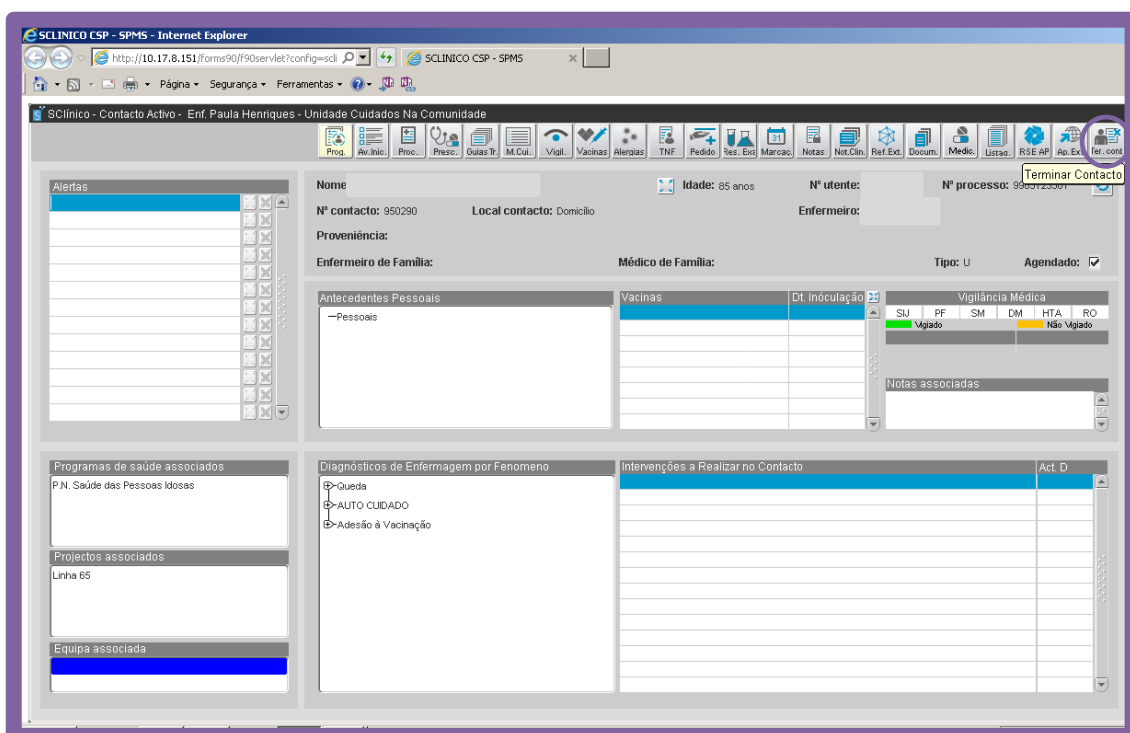 SCLINICO CSP - SPMS - Internet Explorer
http://10.17.8.151/forms90/f90servlet?config=scli
SCLINICO CSP - SPMS
Página
Segurança
Ferramentas
SClínico - Contacto Activo - Enf. Paula Henriques - Unidade Cuidados Na Comunidade
Prog. Av.Inic. Proc. Presc. Guias Tr. M.Cui. Vigil. Vacinas Alergias TNF Pedido Res. Exa Marcaç. Notas Not.Clin. Ref.Ext. Docum. Medic. Listag. RSE AP Ap.Ex Ter. cont
Terminar Contacto
Alertas
Nome
Idade: 85 anos
Nº utente:
Nº processo:
Nº contacto: 950290
Local contacto: Domicílio
Enfermeiro:
Proveniência:
Enfermeiro de Família:
Médico de Família:
Tipo: U
Agendado:
Antecedentes Pessoais
Pessoais
Vacinas
Dt. Inóculação
Vigilância Médica
SIJ PF SM DM HTA RO
Vigiado
Não Vigiado
Notas associadas
Programas de saúde associados
P.N. Saúde das Pessoas Idosas
Projectos associados
Linha 65
Equipa associada
Diagnósticos de Enfermagem por Fenomeno
Queda
AUTO CUIDADO
Adesão á Vacinação
Intervenções a Realizar no Contacto
Act. D